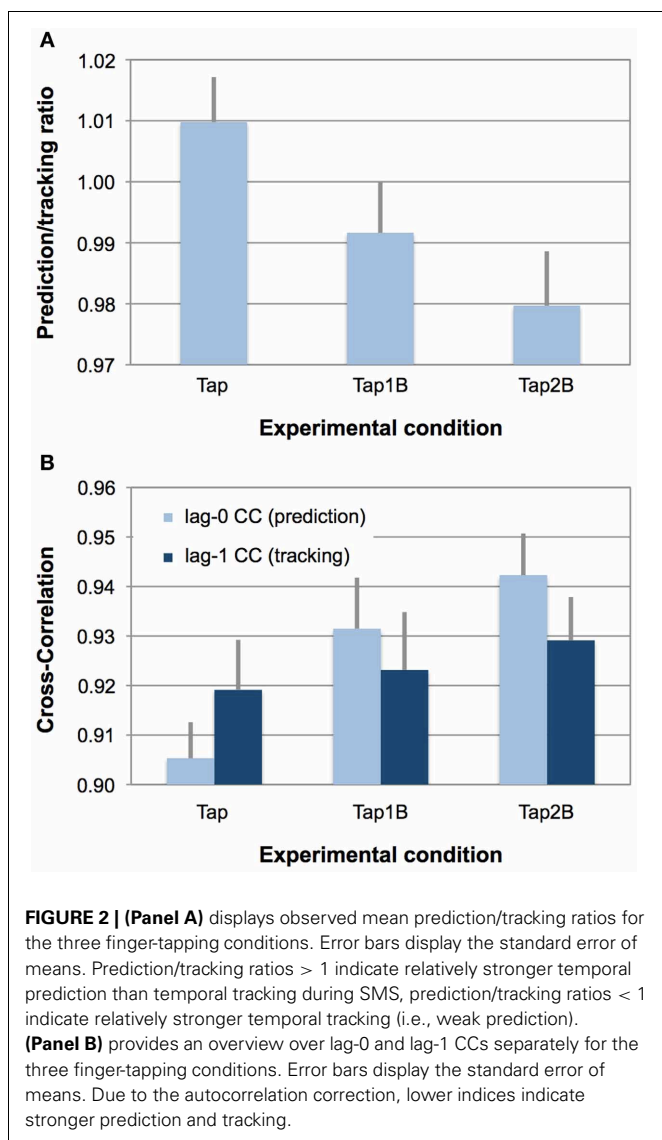 A
Prediction/tracking ratio
1.02
1.01
1.00
0.99
0.98
0.97
Tap Tap1B Tap2B
Experimental condition
B
Cross-Correlation
0.96
0.95
0.94
0.93
0.92
0.91
0.90
lag-0 CC (prediction)
lag-1 CC (tracking)
Tap Tap1B Tap2B
Experimental condition
FIGURE 2 | (Panel A) displays observed mean prediction/tracking ratios for
the three finger-tapping conditions. Error bars display the standard error of
means. Prediction/tracking ratios > 1 indicate relatively stronger temporal
prediction than temporal tracking during SMS, prediction/tracking ratios < 1
indicate relatively stronger temporal tracking (i.e., weak prediction).
(Panel B) provides an overview over lag-0 and lag-1 CCs separately for the
three finger-tapping conditions. Error bars display the standard error of
means. Due to the autocorrelation correction, lower indices indicate
stronger prediction and tracking.